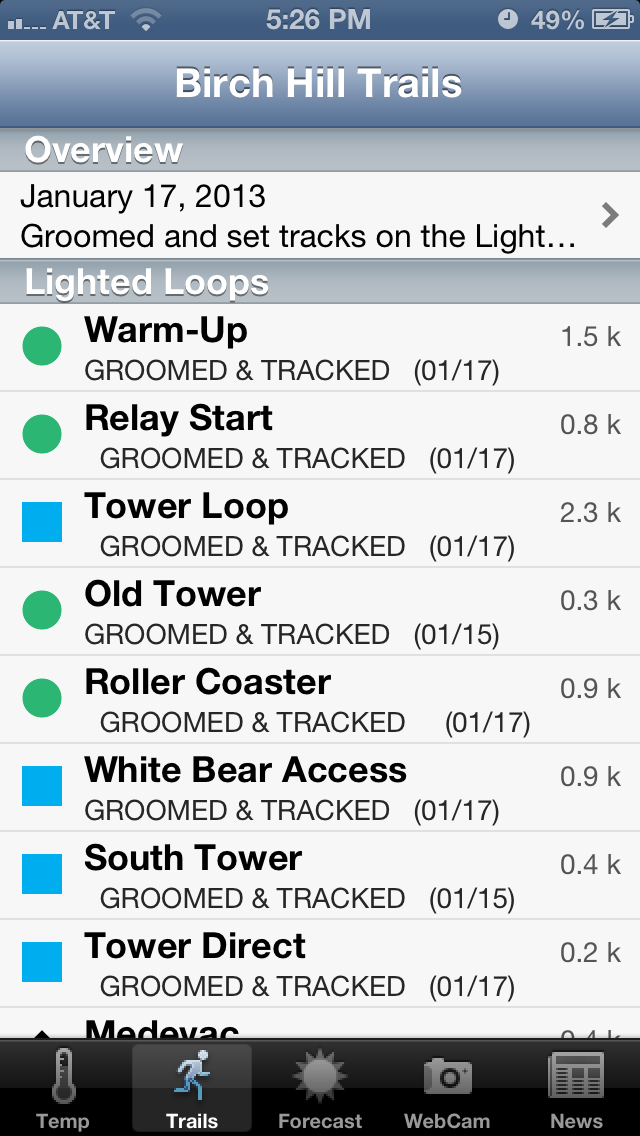 AT&T 5:26 PM 49%
Birch Hill Trails
Overview
January 17, 2013
Groomed and set tracks on the Light…
Lighted Loops
Warm-Up 1.5 k
GROOMED & TRACKED (01/17)
Relay Start 0.8 k
GROOMED & TRACKED (01/17)
Tower Loop 2.3 k
GROOMED & TRACKED (01/17)
Old Tower 0.3 k
GROOMED & TRACKED (01/15)
Roller Coaster 0.9 k
GROOMED & TRACKED (01/17)
White Bear Access 0.9 k
GROOMED & TRACKED (01/17)
South Tower 0.4 k
GROOMED & TRACKED (01/15)
Tower Direct 0.2 k
GROOMED & TRACKED (01/17)
Medevac 0.4 k
Temp Trails Forecast WebCam News